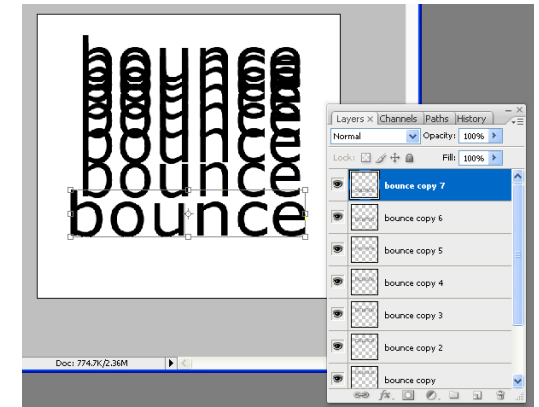 bounce
bounce
bounce
bounce
bounce
bounce
bounce
bounce
Layers × Channels Paths History
Normal Opacity: 100%
Lock: Fill: 100%
bounce copy 7
bounce copy 6
bounce copy 5
bounce copy 4
bounce copy 3
bounce copy 2
bounce copy
Doc: 774.7K/2.36M